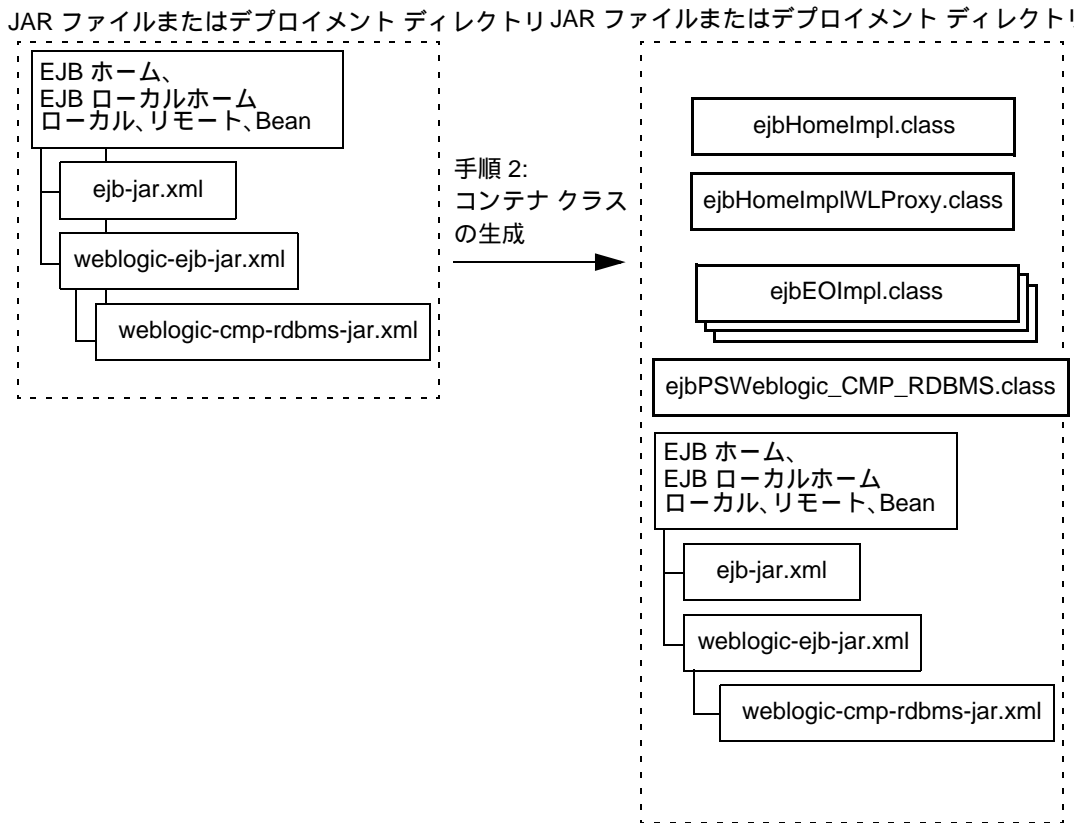 JAR ファイルまたはデプロイメント ディレクトリ
EJB ホーム、
EJB ローカルホーム
ローカル、リモート、Bean
ejb-jar.xml
weblogic-ejb-jar.xml
weblogic-cmp-rdbms-jar.xml
手順 2:
コンテナ クラス
の生成
JAR ファイルまたはデプロイメント ディレクトリ
ejbHomeImpl.class
ejbHomeImplWLProxy.class
ejbEOImpl.class
ejbPSWeblogic_CMP_RDBMS.class
EJB ホーム、
EJB ローカルホーム
ローカル、リモート、Bean
ejb-jar.xml
weblogic-ejb-jar.xml
weblogic-cmp-rdbms-jar.xml